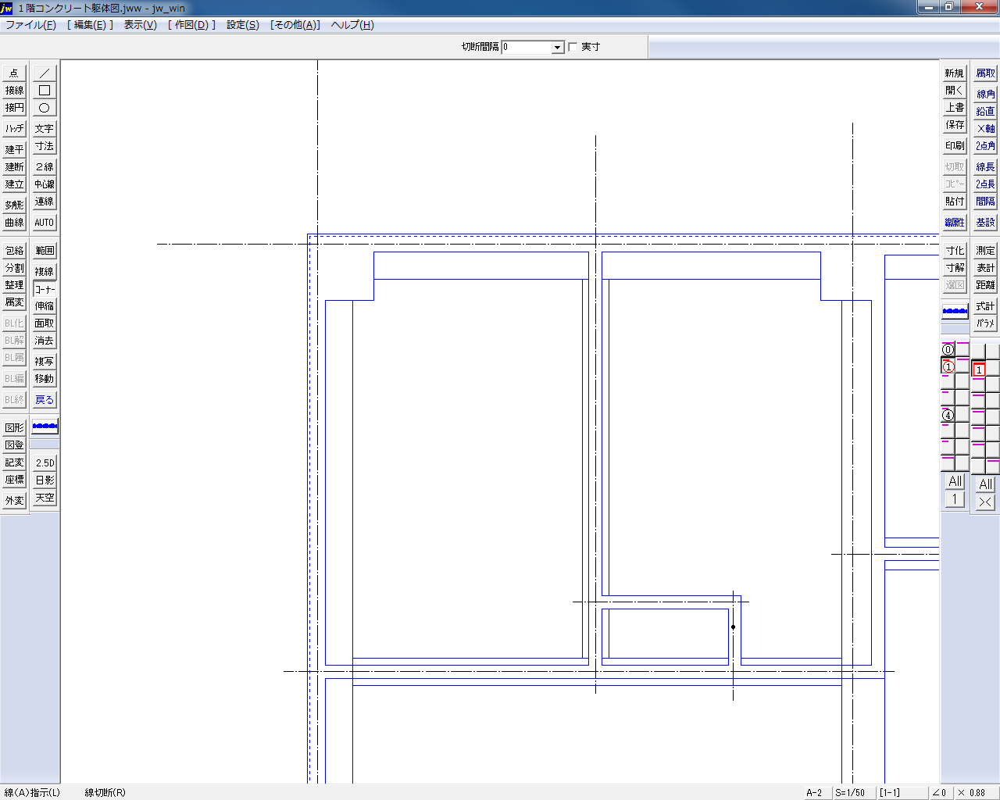 １階コンクリート躯体図.jww - jw_win
ファイル(F) [ 編集(E) ] 表示(V) [ 作図(D) ] 設定(S) [その他(A)] ヘルプ(H)
切断間隔 0 実寸
点
接線
接円
ハッチ
建平
建断
建立
多角形
曲線
包絡
分割
整理
属変
BL化
BL解
BL属
BL編
BL終
図形
図登
記変
座標
外変
／
□
○
文字
寸法
２線
中心線
連線
AUTO
範囲
複線
コーナー
伸縮
面取
消去
複写
移動
戻る
2.5D
日影
天空
新規
開く
上書
保存
印刷
切取
コピー
貼付
線属性
寸化
寸解
選図
0
1
4
All
1
属取
線角
鉛直
X軸
2点角
線長
2点長
間隔
基設
測定
表計
距離
式計
パラメ
1
All
×
線(A)指示(L) 線切断(R)
A-2 S=1/50 [1-1] ∠0 × 0.88